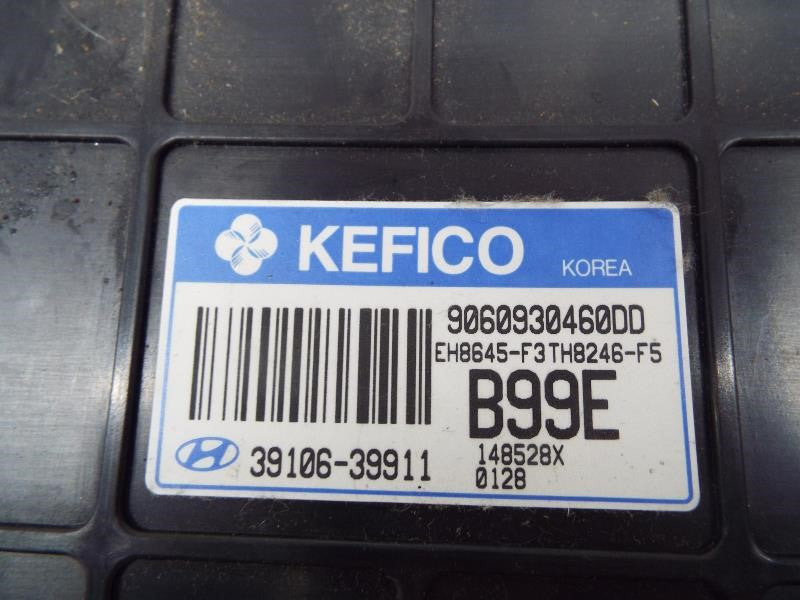 KEFICO KOREA
9060930460DD
EH8645-F3TH8246-F5
B99E
39106-39911 148528X
0128